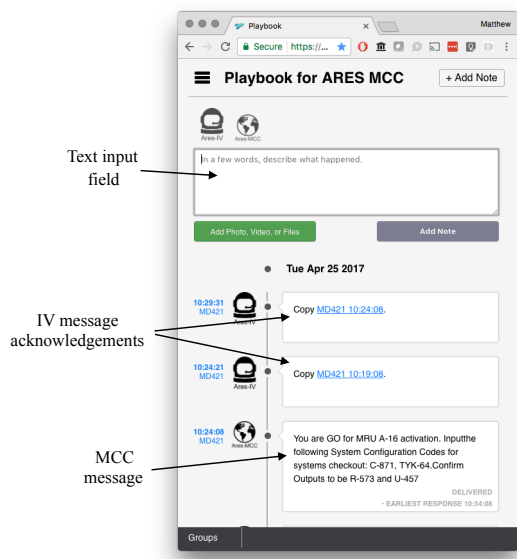 Playbook
Matthew
Secure https://...
Playbook for ARES MCC
+ Add Note
Ares-IV
Ares-MCC
In a few words, describe what happened.
Text input
field
Add Photo, Video, or Files
Add Note
Tue Apr 25 2017
10:29:31
MD421
Ares-IV
Copy MD421 10:24:08.
IV message
acknowledgements
10:24:21
MD421
Ares-IV
Copy MD421 10:19:08.
10:24:08
MD421
Ares-MCC
You are GO for MRU A-16 activation. Inputthe
following System Configuration Codes for
systems checkout: C-871, TYK-64.Confirm
Outputs to be R-573 and U-457
MCC
message
DELIVERED
- EARLIEST RESPONSE 10:34:08
Groups